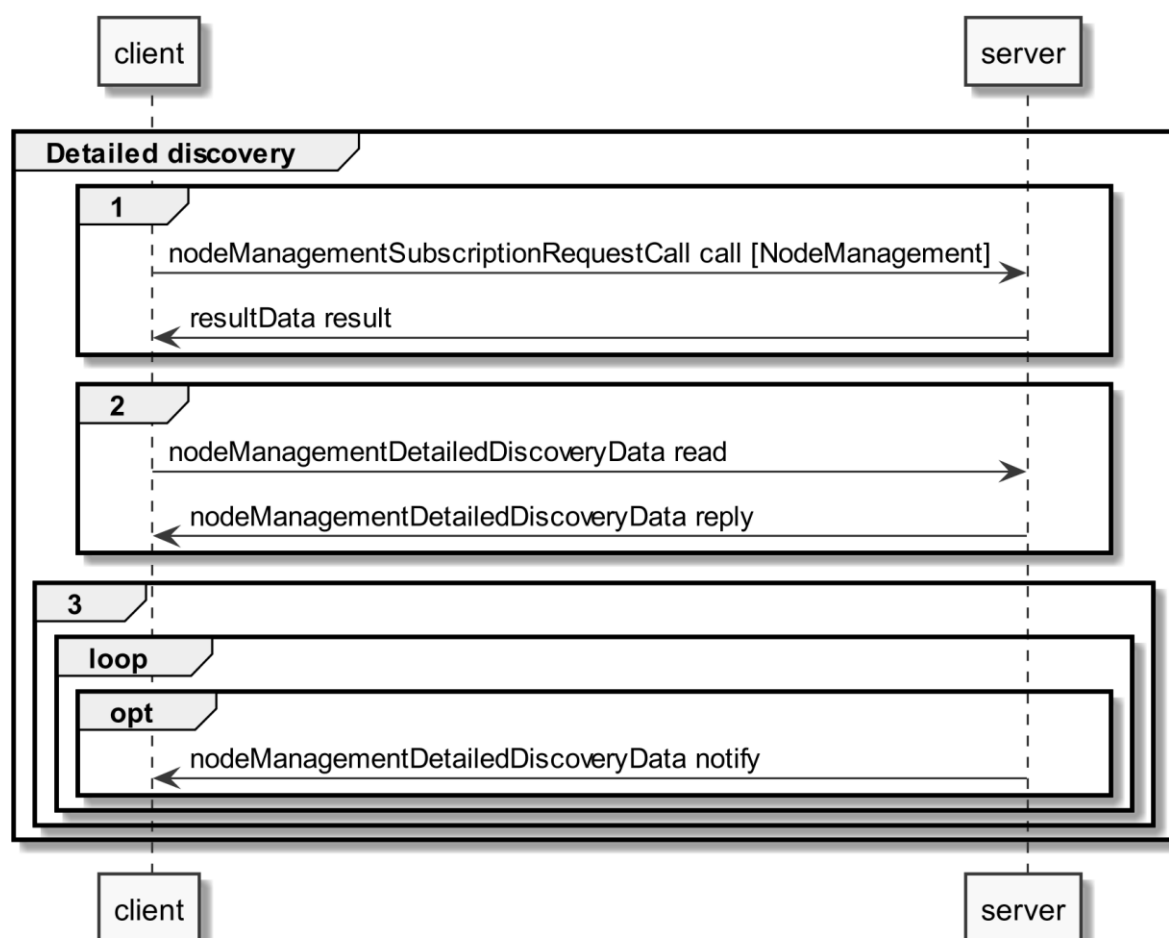 client server
Detailed discovery
1
nodeManagementSubscriptionRequestCall call [NodeManagement]
resultData result
2
nodeManagementDetailedDiscoveryData read
nodeManagementDetailedDiscoveryData reply
3
loop
opt
nodeManagementDetailedDiscoveryData notify
client server